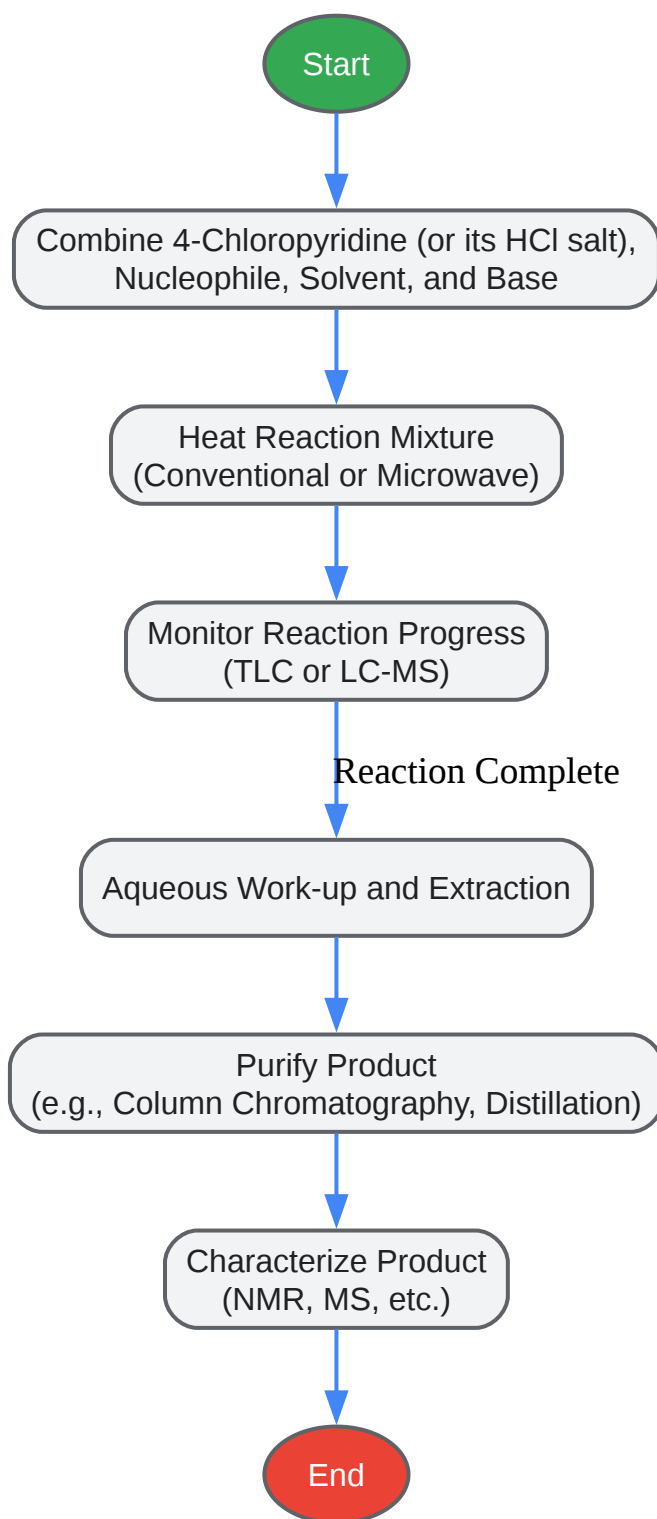 Start
Combine 4-Chloropyridine (or its HCl salt),
Nucleophile, Solvent, and Base
Heat Reaction Mixture
(Conventional or Microwave)
Monitor Reaction Progress
(TLC or LC-MS)
Reaction Complete
Aqueous Work-up and Extraction
Purify Product
(e.g., Column Chromatography, Distillation)
Characterize Product
(NMR, MS, etc.)
End